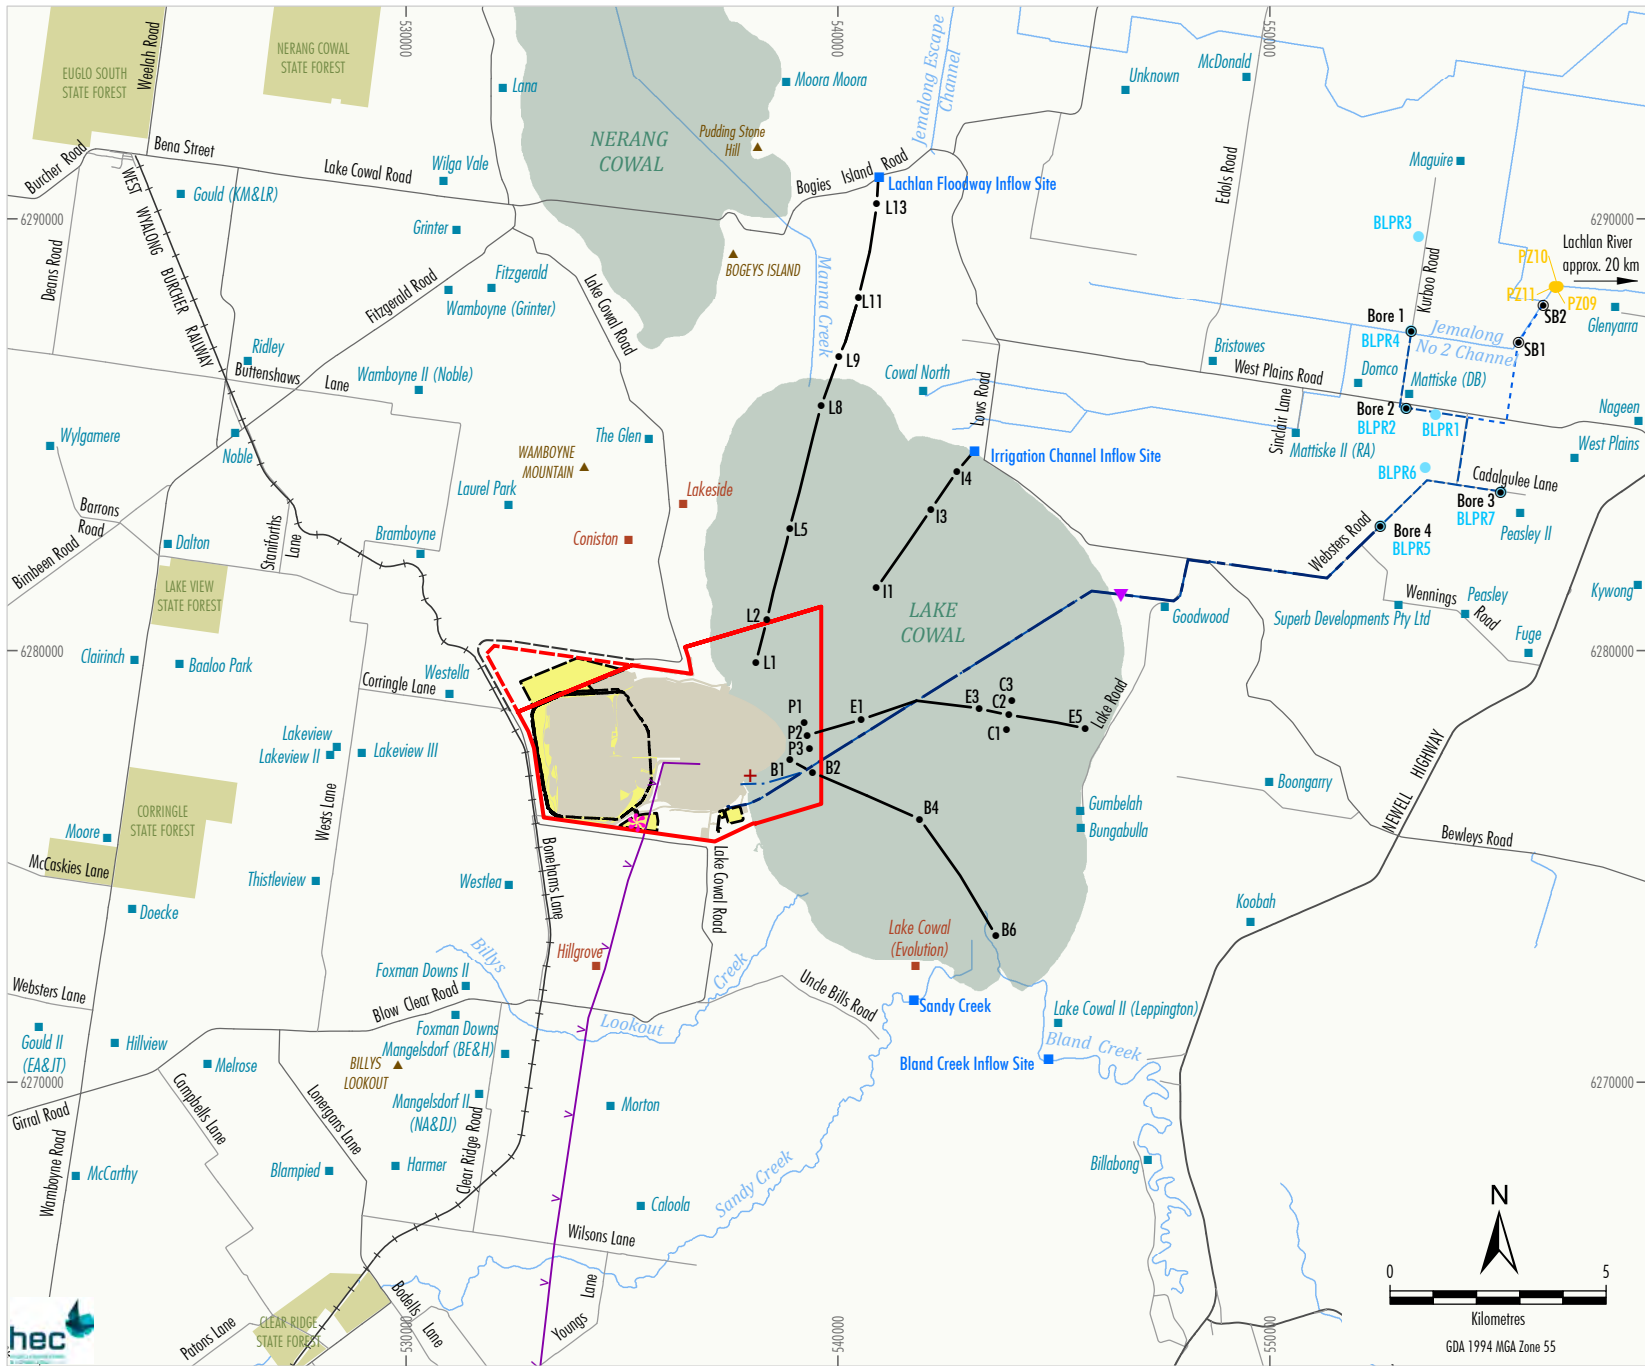 530000
540000
550000
Weelah Road
EUGLO SOUTH
STATE FOREST
NERANG COWAL
STATE FOREST
Lana
Moora Moora
Jemalong Escape
Channel
Unknown
McDonald
NERANG
COWAL
Pudding Stone
Hill
Burcher Road
Bena Street
Lake Cowal Road
Wilga Vale
Bogies Island Road
Lachlan Floodway Inflow Site
L13
Edols Road
Maguire
Gould (KM&LR)
WEST WYALONG BURCHER RAILWAY
6290000
6290000
Grinter
BLPR3
Lachlan River
approx. 20 km
PZ10
PZ11
PZ09
Deans Road
Fitzgerald Road
Fitzgerald
Wamboyne (Grinter)
Lake Cowal Road
BOGEYS ISLAND
Manna Creek
L11
Kurboo Road
SB2
Glenyarra
Bore 1
BLPR4
Jemalong
No 2 Channel
SB1
Ridley
Buttenshaws Lane
Wamboyne II (Noble)
L9
Cowal North
Lows Road
Bristowes
West Plains Road
Domco
Mattiske (DB)
Sinclair Lane
Bore 2
BLPR2
BLPR1
Nageen
L8
Wylgamere
Noble
The Glen
WAMBOYNE
MOUNTAIN
Irrigation Channel Inflow Site
Mattiske II (RA)
West Plains
BLPR6
Cadalgulee Lane
Laurel Park
Lakeside
I4
Bore 3
BLPR7
Barrons
Road
I3
Peasley II
Bimbeen Road
Staniforths
Lane
Dalton
Bramboyne
Coniston
L5
Websters Road
Bore 4
BLPR5
LAKE VIEW
STATE FOREST
I1
LAKE
COWAL
Goodwood
Wennings
Road
Peasley
Kywong
Superb Developments Pty Ltd
Fuge
L2
Clairinch
Baaloo Park
6280000
6280000
L1
Westella
Corringle Lane
P1
P2
P3
E1
E3
C3
C2
C1
E5
Lake Road
Lakeview
Lakeview II
Lakeview III
B1
B2
NEWELL HIGHWAY
Boongarry
Wests Lane
CORRINGLE
STATE FOREST
Moore
Gumbelah
Bungabulla
B4
Bewleys Road
McCaskies Lane
Thistleview
Westlea
Bonehams Lane
Lake Cowal Road
Doecke
Koobah
B6
Billys
Hillgrove
Lake Cowal
(Evolution)
Foxman Downs II
Websters Lane
Blow Clear Road
Creek
Uncle Bills Road
Sandy Creek
Lake Cowal II (Leppington)
Gould II
(EA&JT)
Hillview
Foxman Downs
Lookout
Mangelsdorf (BE&H)
Bland Creek
Bland Creek Inflow Site
Melrose
BILLYS
LOOKOUT
6270000
6270000
Girral Road
Campbells Lane
Lonergans Lane
Mangelsdorf II
(NA&DJ)
Morton
Clear Ridge Road
Wamboyne Road
McCarthy
Blampied
Harmer
Billabong
Sandy Creek
Caloola
Wilsons Lane
N
0
5
Kilometres
GDA 1994 MGA Zone 55
hec
CLEAR RIDGE
STATE FOREST
Patons Lane
Bodells
Lane
Youngs
Lane
530000
540000
550000